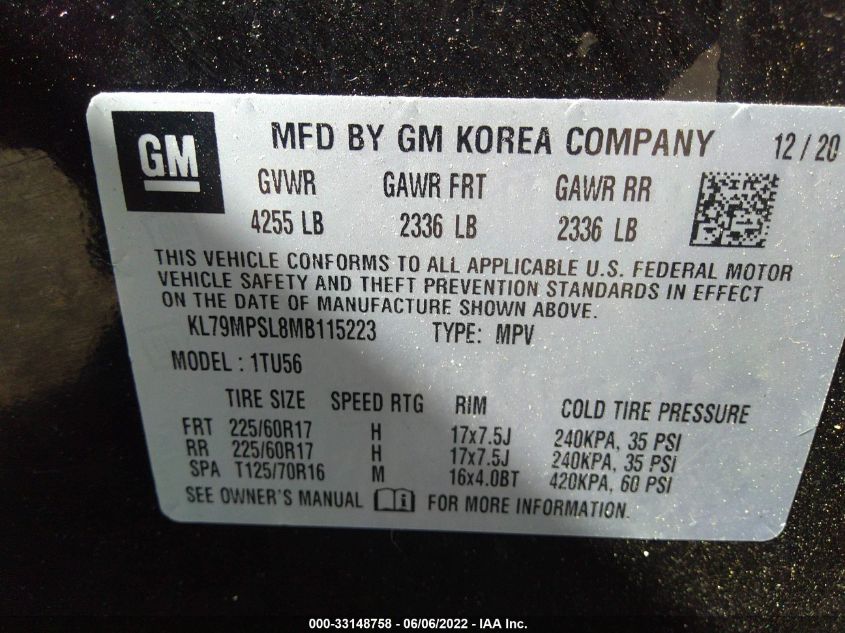 GM
MFD BY GM KOREA COMPANY 12/20
GVWR GAWR FRT GAWR RR
4255 LB 2336 LB 2336 LB
THIS VEHICLE CONFORMS TO ALL APPLICABLE U.S. FEDERAL MOTOR
VEHICLE SAFETY AND THEFT PREVENTION STANDARDS IN EFFECT
ON THE DATE OF MANUFACTURE SHOWN ABOVE.
KL79MPSL8MB115223 TYPE: MPV
MODEL : 1TU56
TIRE SIZE SPEED RTG RIM COLD TIRE PRESSURE
FRT 225/60R17 H 17x7.5J 240KPA, 35 PSI
RR 225/60R17 H 17x7.5J 240KPA, 35 PSI
SPA T125/70R16 M 16x4.0BT 420KPA, 60 PSI
SEE OWNER'S MANUAL FOR MORE INFORMATION.
000-33148758 - 06/06/2022 - IAA Inc.